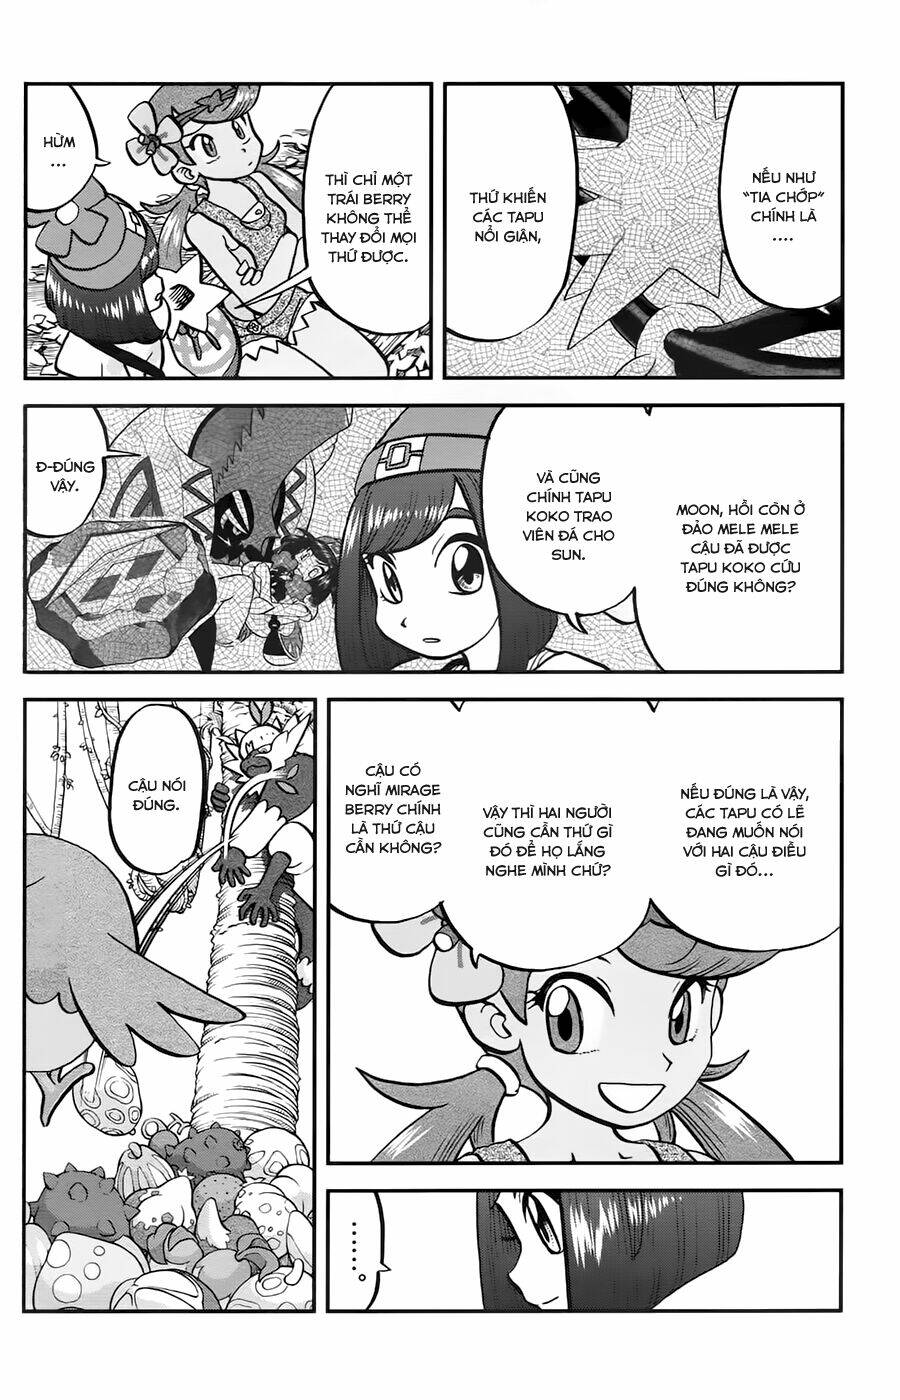 NẾU NHƯ
"TIA CHỚP"
CHÍNH LÀ
....
THỨ KHIẾN
CÁC TAPU
NỔI GIẬN,
THÌ CHỈ MỘT
TRÁI BERRY
KHÔNG THỂ
THAY ĐỔI MỌI
THỨ ĐƯỢC.
HỪM
...
MOON, HỒI CÒN Ở
ĐẢO MELE MELE
CẬU ĐÃ ĐƯỢC
TAPU KOKO CỨU
ĐÚNG KHÔNG?
VÀ CŨNG
CHÍNH TAPU
KOKO TRAO
VIÊN ĐÁ CHO
SUN.
Đ-ĐÚNG
VẬY.
NẾU ĐÚNG LÀ VẬY,
CÁC TAPU CÓ LẼ
ĐANG MUỐN NÓI
VỚI HAI CẬU ĐIỀU
GÌ ĐÓ...
VẬY THÌ HAI NGƯỜI
CŨNG CẦN THỨ GÌ
ĐÓ ĐỂ HỌ LẮNG
NGHE MÌNH CHỨ?
CẬU CÓ
NGHĨ MIRAGE
BERRY CHÍNH
LÀ THỨ CẬU
CẦN KHÔNG?
CẬU NÓI
ĐÚNG.
......。